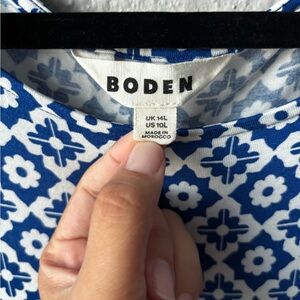 BODEN
UK 14L
US 10L
MADE IN
MOROCCO